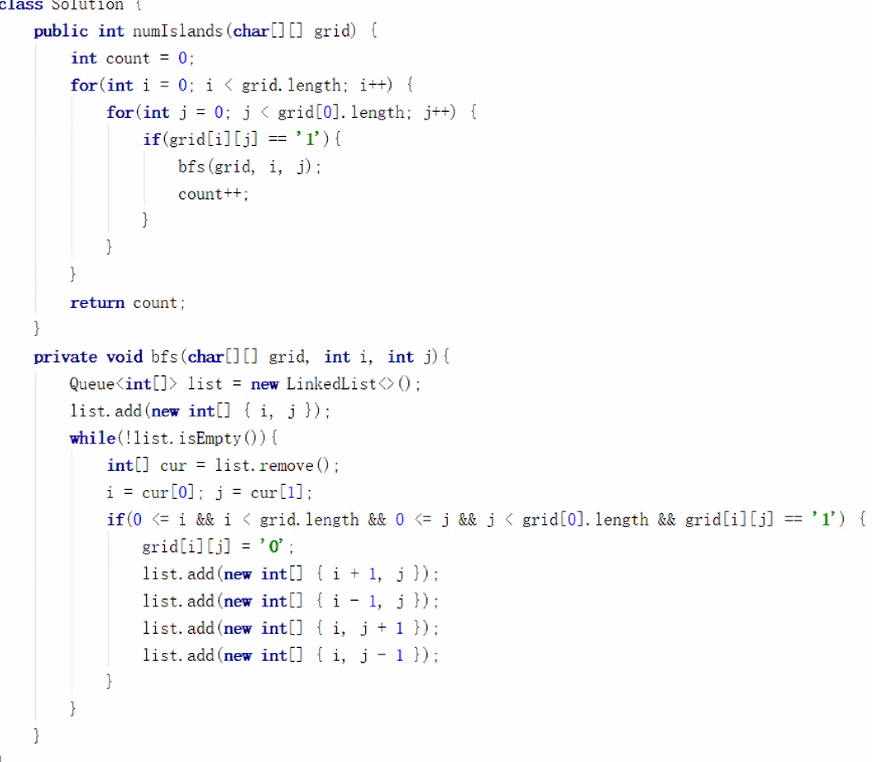 class Solution {
    public int numIslands(char[][] grid) {
        int count = 0;
        for(int i = 0; i < grid.length; i++) {
            for(int j = 0; j < grid[0].length; j++) {
                if(grid[i][j] == '1'){
                    bfs(grid, i, j);
                    count++;
                }
            }
        }
        return count;
    }
    private void bfs(char[][] grid, int i, int j){
        Queue<int[]> list = new LinkedList<>();
        list.add(new int[] { i, j });
        while(!list.isEmpty()){
            int[] cur = list.remove();
            i = cur[0]; j = cur[1];
            if(0 <= i && i < grid.length && 0 <= j && j < grid[0].length && grid[i][j] == '1') {
                grid[i][j] = '0';
                list.add(new int[] { i + 1, j });
                list.add(new int[] { i - 1, j });
                list.add(new int[] { i, j + 1 });
                list.add(new int[] { i, j - 1 });
            }
        }
    }